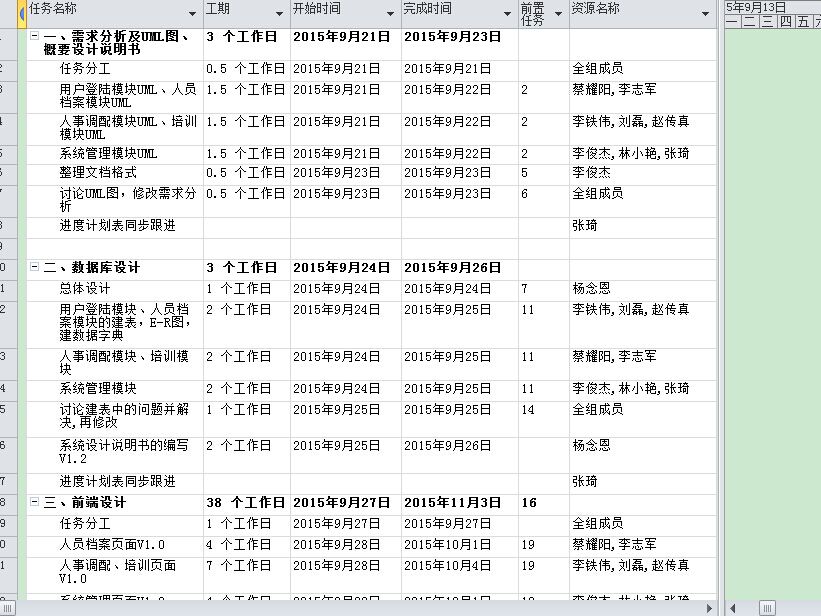 任务名称 工期 开始时间 完成时间 前置任务 资源名称 5年9月13日
一 二 三 四 五 六
一、需求分析及UML图、 3 个工作日 2015年9月21日 2015年9月23日
概要设计说明书
2 任务分工 0.5 个工作日 2015年9月21日 2015年9月21日 全组成员
3 用户登陆模块UML、人员 1.5 个工作日 2015年9月21日 2015年9月22日 2 蔡耀阳,李志军
档案模块UML
4 人事调配模块UML、培训 1.5 个工作日 2015年9月21日 2015年9月22日 2 李铁伟,刘磊,赵传真
模块UML
5 系统管理模块UML 1.5 个工作日 2015年9月21日 2015年9月22日 2 李俊杰,林小艳,张琦
6 整理文档格式 0.5 个工作日 2015年9月23日 2015年9月23日 5 李俊杰
7 讨论UML图，修改需求分 0.5 个工作日 2015年9月23日 2015年9月23日 6 全组成员
析
8 进度计划表同步跟进 张琦
9
0 二、数据库设计 3 个工作日 2015年9月24日 2015年9月26日
1 总体设计 1 个工作日 2015年9月24日 2015年9月24日 7 杨念恩
2 用户登陆模块、人员档 2 个工作日 2015年9月24日 2015年9月25日 11 李铁伟,刘磊,赵传真
案模块的建表，E-R图，
建数据字典
3 人事调配模块、培训模 2 个工作日 2015年9月24日 2015年9月25日 11 蔡耀阳,李志军
块
4 系统管理模块 2 个工作日 2015年9月24日 2015年9月25日 11 李俊杰,林小艳,张琦
5 讨论建表中的问题并解 1 个工作日 2015年9月25日 2015年9月25日 14 全组成员
决,再修改
6 系统设计说明书的编写 2 个工作日 2015年9月25日 2015年9月26日 杨念恩
V1.2
7 进度计划表同步跟进 张琦
8 三、前端设计 38 个工作日 2015年9月27日 2015年11月3日 16
9 任务分工 1 个工作日 2015年9月27日 2015年9月27日 全组成员
0 人员档案页面V1.0 4 个工作日 2015年9月28日 2015年10月1日 19 蔡耀阳,李志军
1 人事调配、培训页面 7 个工作日 2015年9月28日 2015年10月4日 19 李铁伟,刘磊,赵传真
V1.0